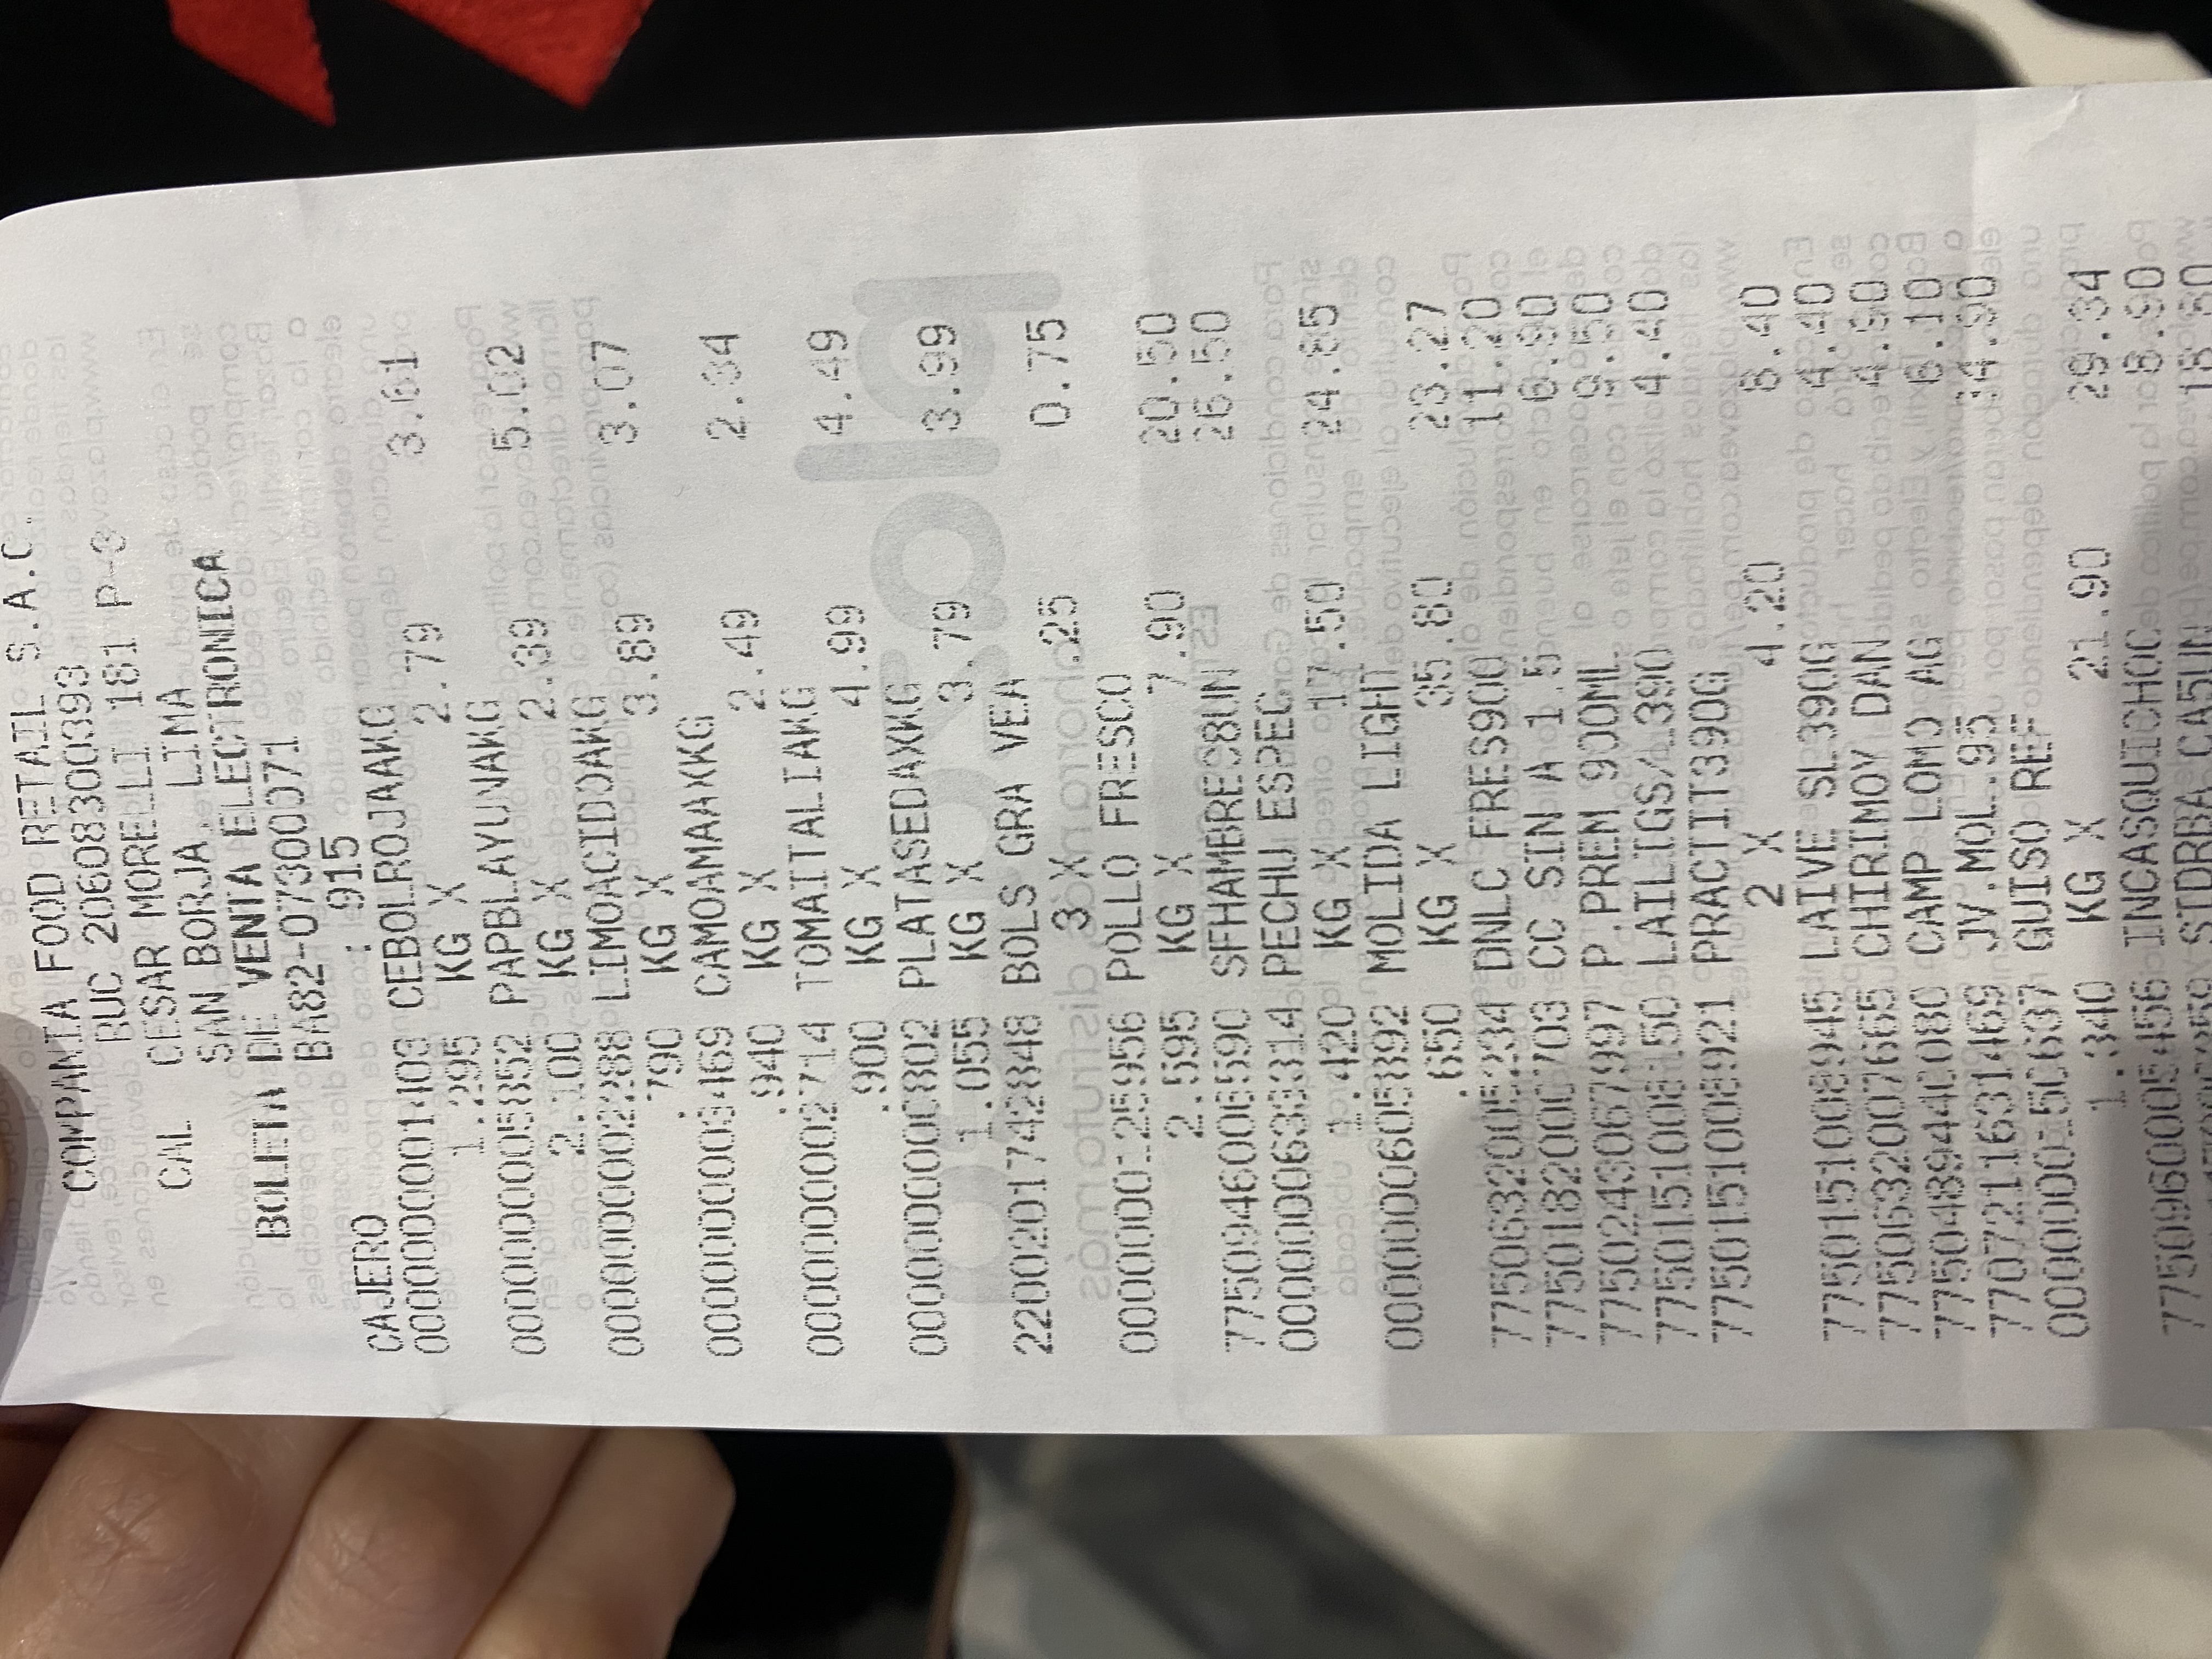 COMPANIA FOOD RETAIL S.A.C.
RUC 20608300393
CAL CESAR MORELLI 181 P-3
SAN BORJA, LIMA
BOLETA DE VENTA ELECTRONICA
BA82-07300071
CAJERO : 915
0000000001403 CEBOLROJAAKG
1.295 KG X 2.79 3.61
0000000005852 PAPBLAYUNAKG
2.100 KG X 2.39 5.02
0000000002288 LIMOACIDOAKG
.790 KG X 3.89 3.07
0000000003469 CAMOAMAAXKG
.940 KG X 2.49 2.34
0000000002714 TOMAITALIAKG
.900 KG X 4.99 4.49
0000000000802 PLATASEDAXKG
1.055 KG X 3.79 3.99
2200201742848 BOLS GRA VEA
3 X .25 0.75
0000000125956 POLLO FRESCO
2.595 KG X 7.90 20.50
7750946006590 SFHAMBREC8UN 26.50
0000000633314 PECHU ESPEC
1.420 KG X 17.50 24.85
0000000605892 MOLIDA LIGHT
.650 KG X 35.80 23.27
7750632005234 DNLC FRES900 11.20
7750182000703 CC SIN A 1.5 6.90
7750243067997 P.PREM 900ML 9.50
7750151008150 LAILIGS/L390 4.40
7750151008921 PRACTIT390G
2 X 4.20 8.40
7750151008945 LAIVE SL390G 4.40
7750632007665 CHIRIMOY DAN 4.90
7750489440080 CAMP LOMO AG 6.10
7707211631469 JV.MOL.95 34.90
0000000150637 GUISO REF
1.340 KG X 21.90 29.34
7750960005456 INCASQUICHOC 8.90
STDRBA CA5UN